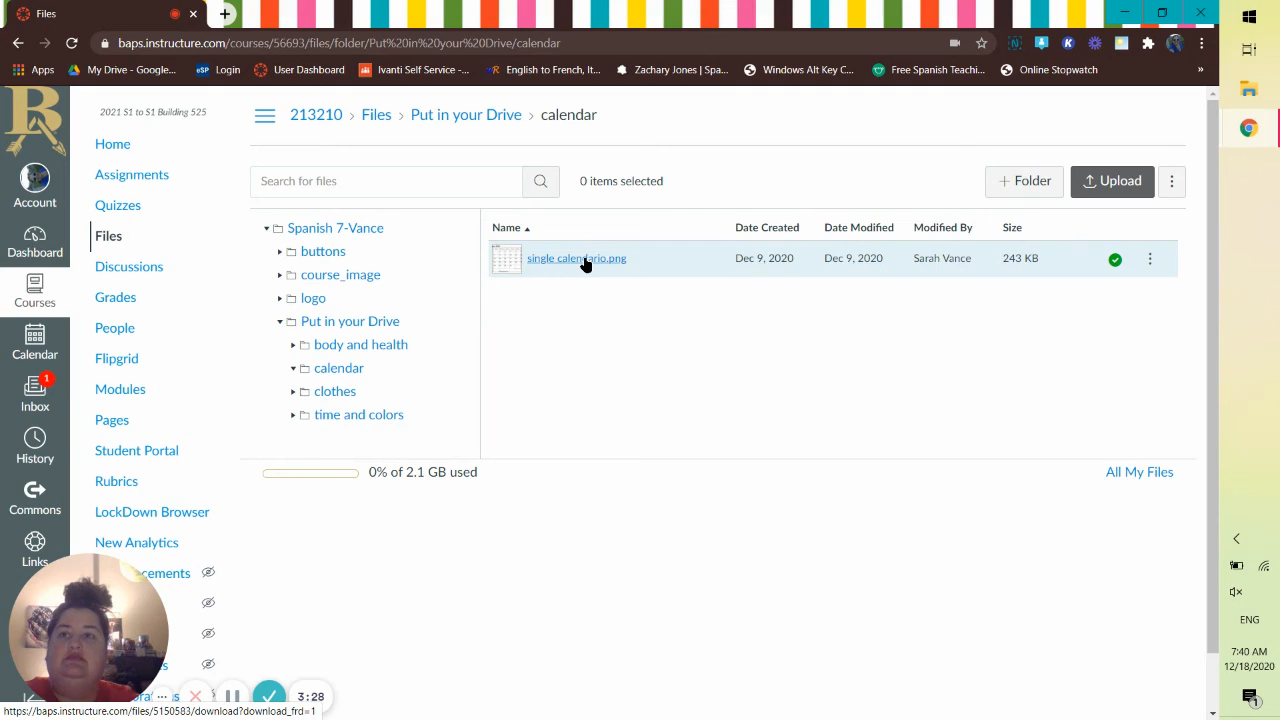 Files
baps.instructure.com/courses/56693/files/folder/Put%20in%20your%20Drive/calendar
Apps
My Drive - Google...
Login
User Dashboard
Ivanti Self Service -...
English to French, It...
Zachary Jones | Spa...
Windows Alt Key C...
Free Spanish Teachi...
Online Stopwatch
»
2021 S1 to S1 Building 525
213210 › Files › Put in your Drive › calendar
Account
Dashboard
Courses
Calendar
1
Inbox
History
Commons
Links
Home
Assignments
Quizzes
Files
Discussions
Grades
People
Flipgrid
Modules
Pages
Student Portal
Rubrics
LockDown Browser
New Analytics
cements
Search for files
0 items selected
+ Folder
Upload
Spanish 7-Vance
buttons
course_image
logo
Put in your Drive
body and health
calendar
clothes
time and colors
Name
Date Created
Date Modified
Modified By
Size
single calendario.png
Dec 9, 2020
Dec 9, 2020
Sarah Vance
243 KB
0% of 2.1 GB used
All My Files
3:28
https://baps.instructure.com/files/5150583/download?download_frd=1
ENG
7:40 AM
12/18/2020
1